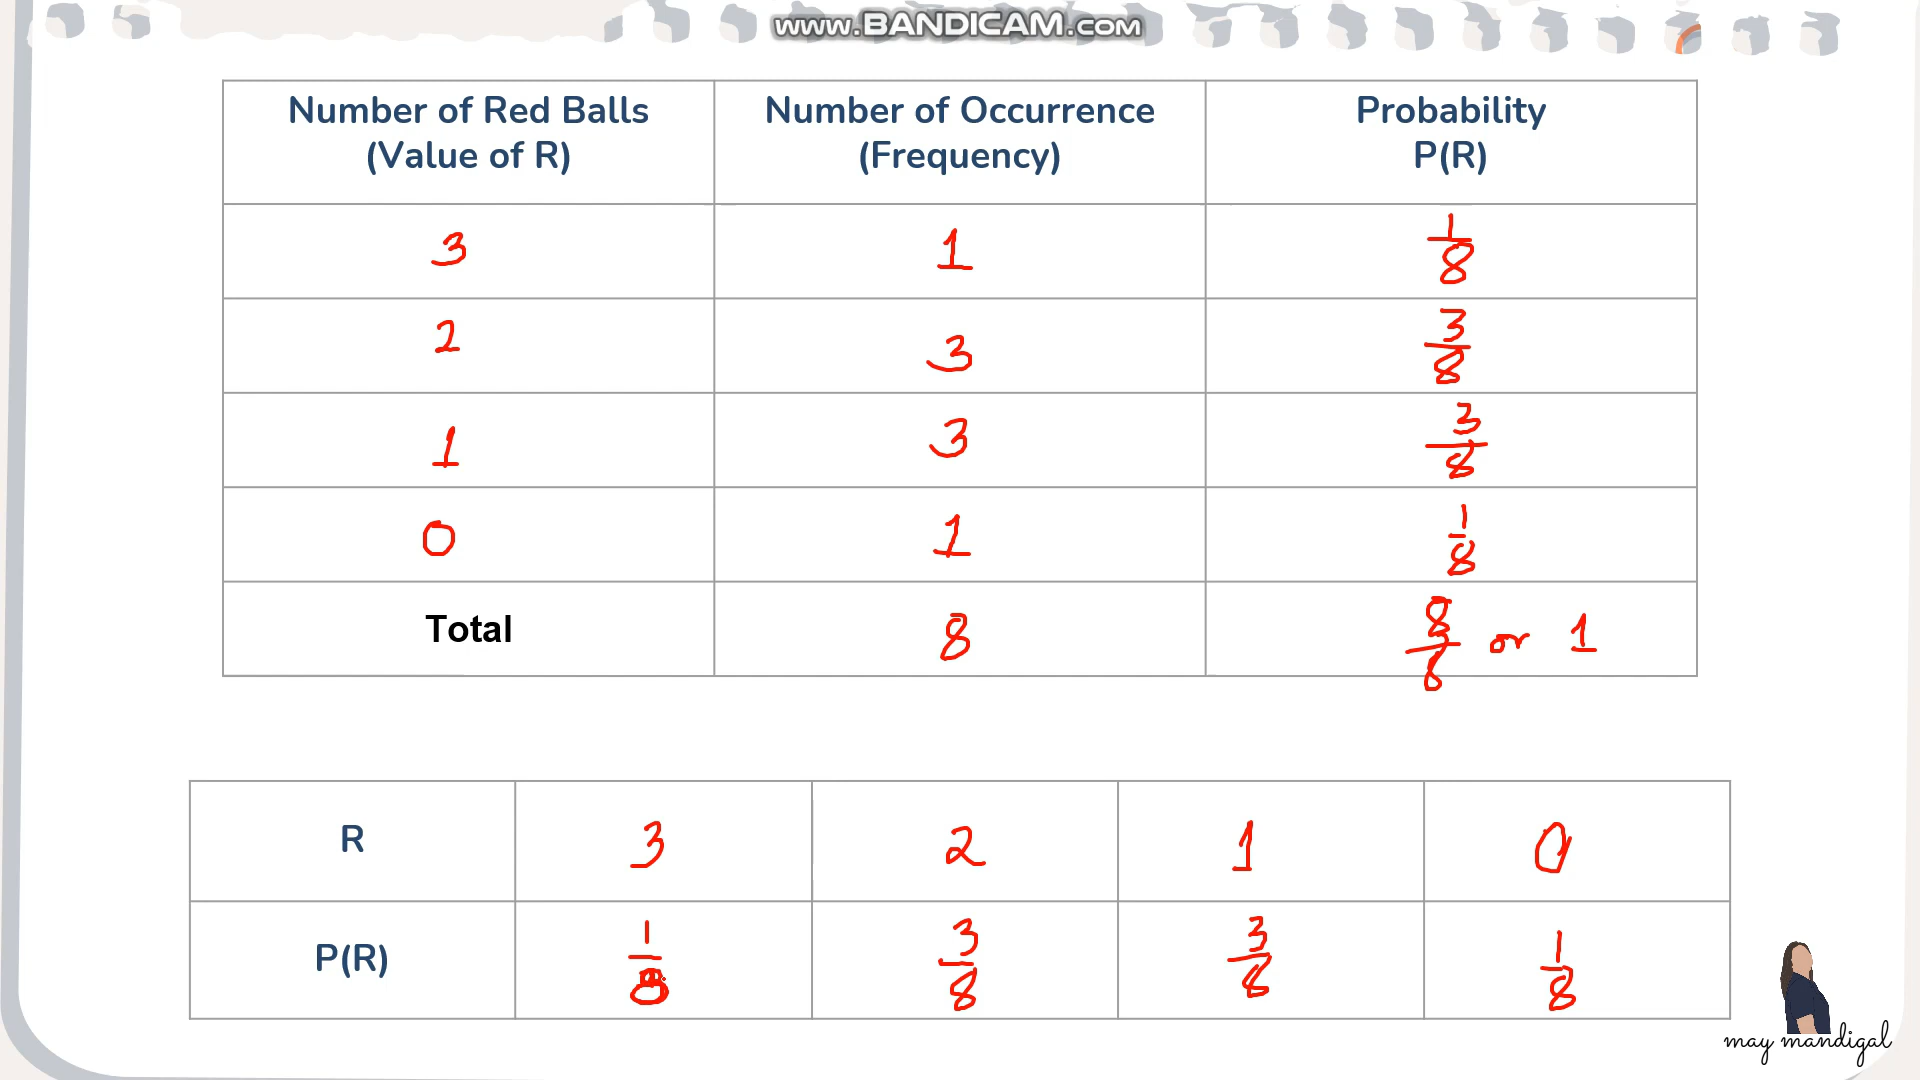 www.BANDICAM.com
Number of Red Balls (Value of R) Number of Occurrence (Frequency) Probability P(R)
3 1 1/8
2 3 3/8
1 3 3/8
0 1 1/8
Total 8 8/8 or 1
R 3 2 1 0
P(R) 1/8 3/8 3/8 1/8
may mandigal